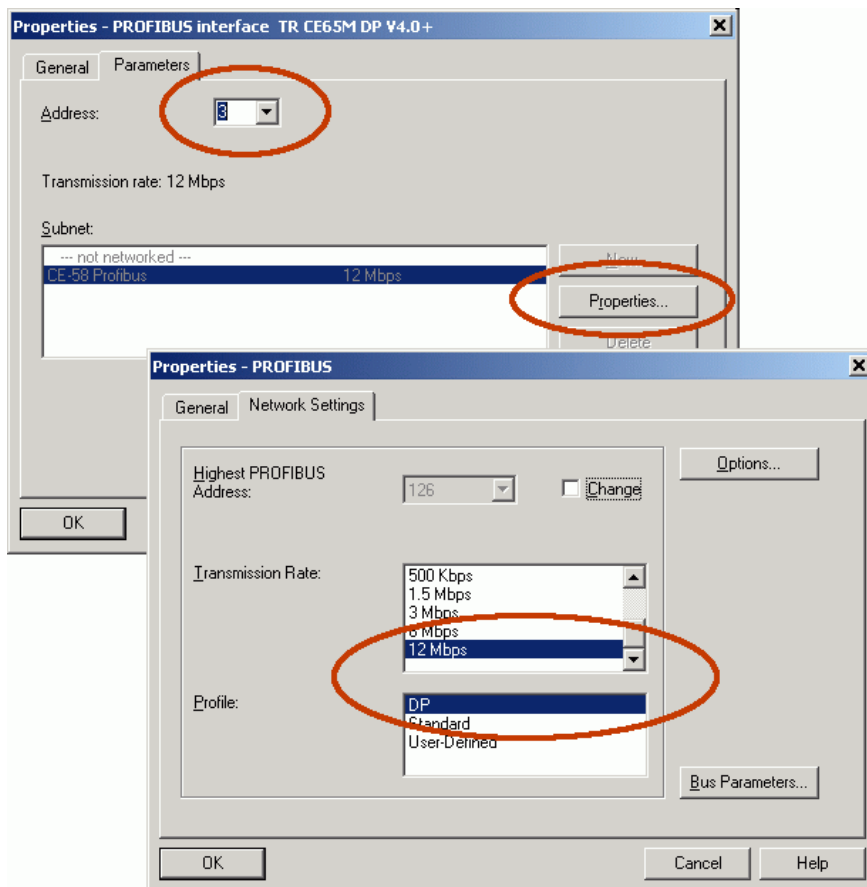 Properties - PROFIBUS interface TR CE65M DP V4.0+
General Parameters
Address: 3
Transmission rate: 12 Mbps
Subnet:
--- not networked ---
CE-58 Profibus 12 Mbps
New...
Properties...
Delete
OK
Properties - PROFIBUS
General Network Settings
Highest PROFIBUS
Address:
126
Change
Options...
Transmission Rate:
500 Kbps
1.5 Mbps
3 Mbps
6 Mbps
12 Mbps
Profile:
DP
Standard
User-Defined
Bus Parameters...
OK Cancel Help